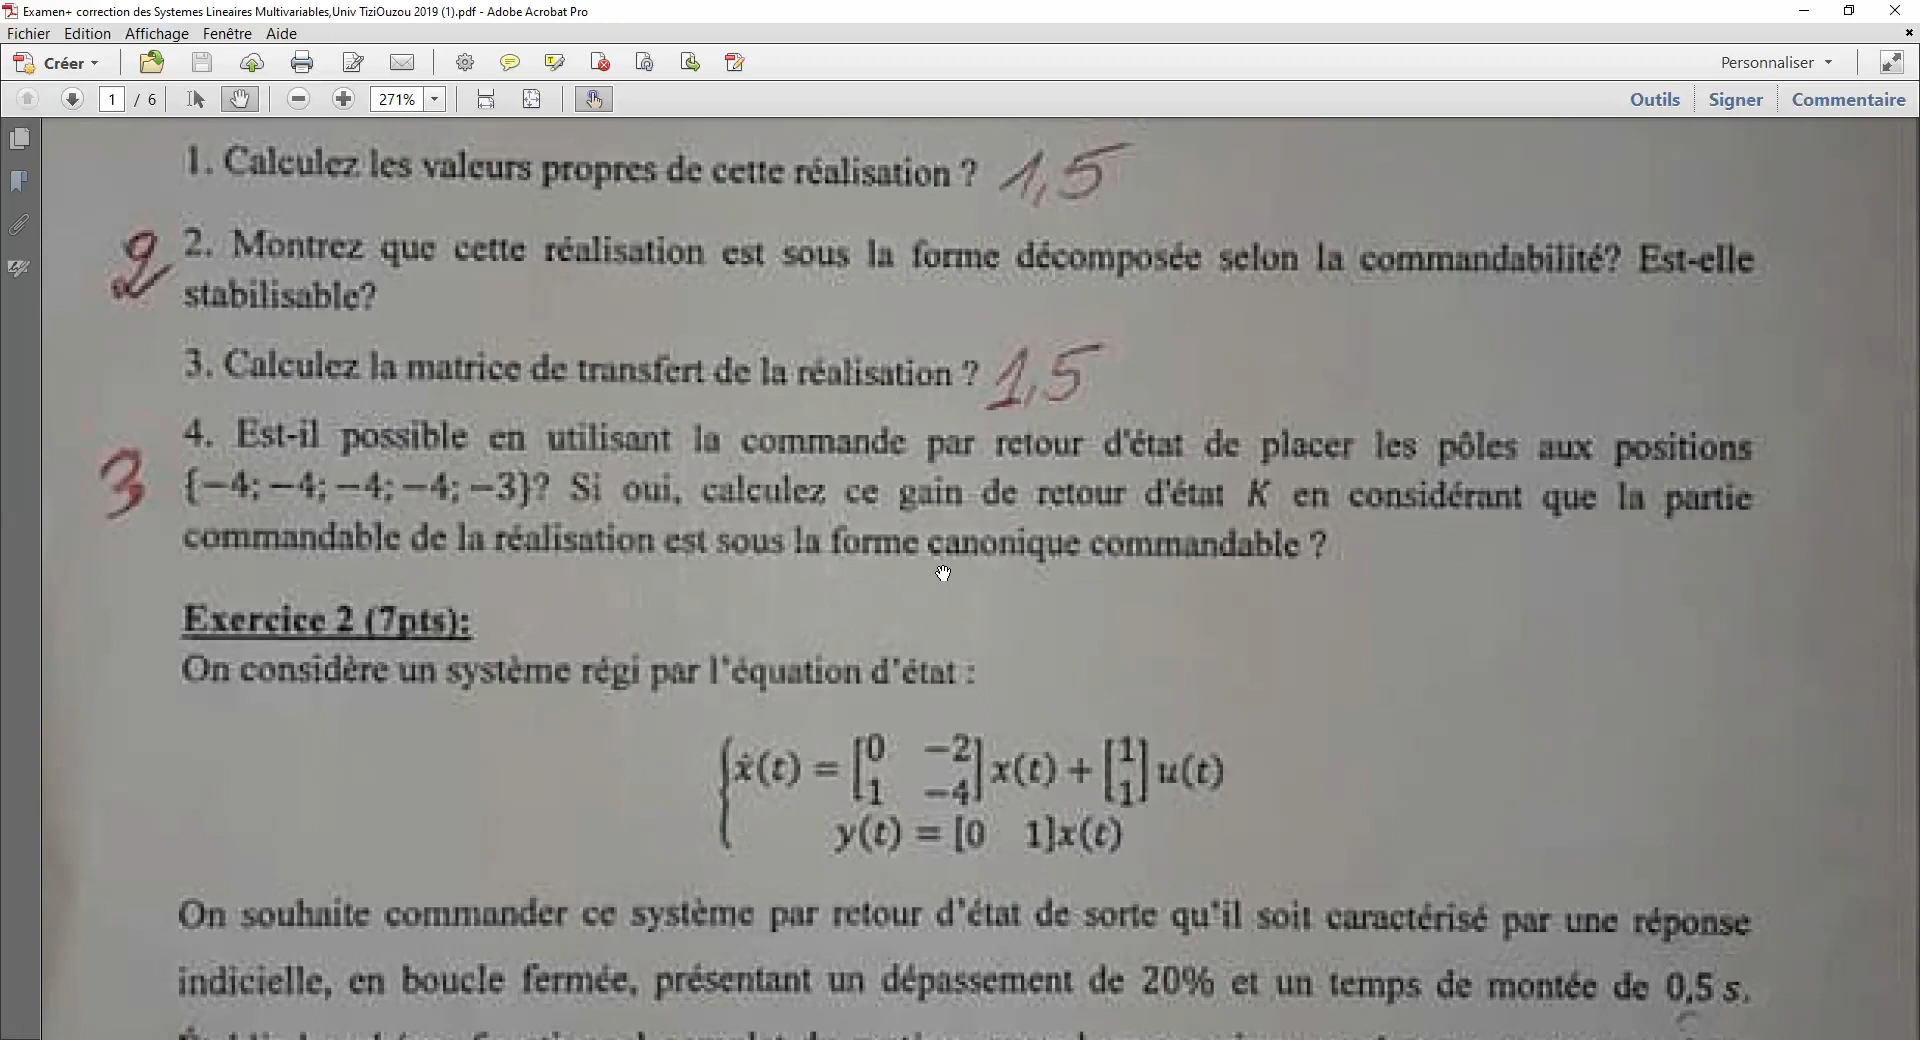 Examen+ correction des Systemes Lineaires Multivariables,Univ TiziOuzou 2019 (1).pdf - Adobe Acrobat Pro
Fichier Edition Affichage Fenêtre Aide
Créer Personnaliser
1 / 6 271% Outils Signer Commentaire
1. Calculez les valeurs propres de cette réalisation ? 1,5
2 2. Montrez que cette réalisation est sous la forme décomposée selon la commandabilité? Est-elle
stabilisable?
3. Calculez la matrice de transfert de la réalisation ? 1,5
4. Est-il possible en utilisant la commande par retour d'état de placer les pôles aux positions
3 {−4; −4; −4; −4; −3}? Si oui, calculez ce gain de retour d'état K en considérant que la partie
commandable de la réalisation est sous la forme canonique commandable ?
Exercice 2 (7pts):
On considère un système régi par l'équation d'état :
{ẋ(t) = [0 −2
1 −4] x(t) + [1
1] u(t)
y(t) = [0 1]x(t)
On souhaite commander ce système par retour d'état de sorte qu'il soit caractérisé par une réponse
indicielle, en boucle fermée, présentant un dépassement de 20% et un temps de montée de 0,5 s.